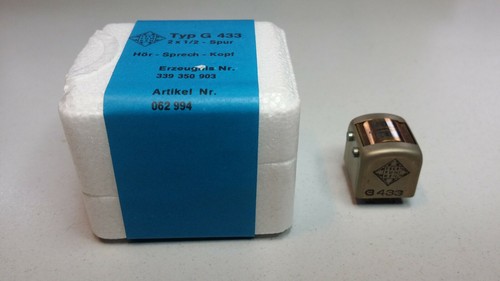 Typ G 433
2 x 1/2 - Spur
Hör - Sprech - Kopf
Erzeugnis Nr.
339 350 903
Artikel Nr.
062 994
G 433